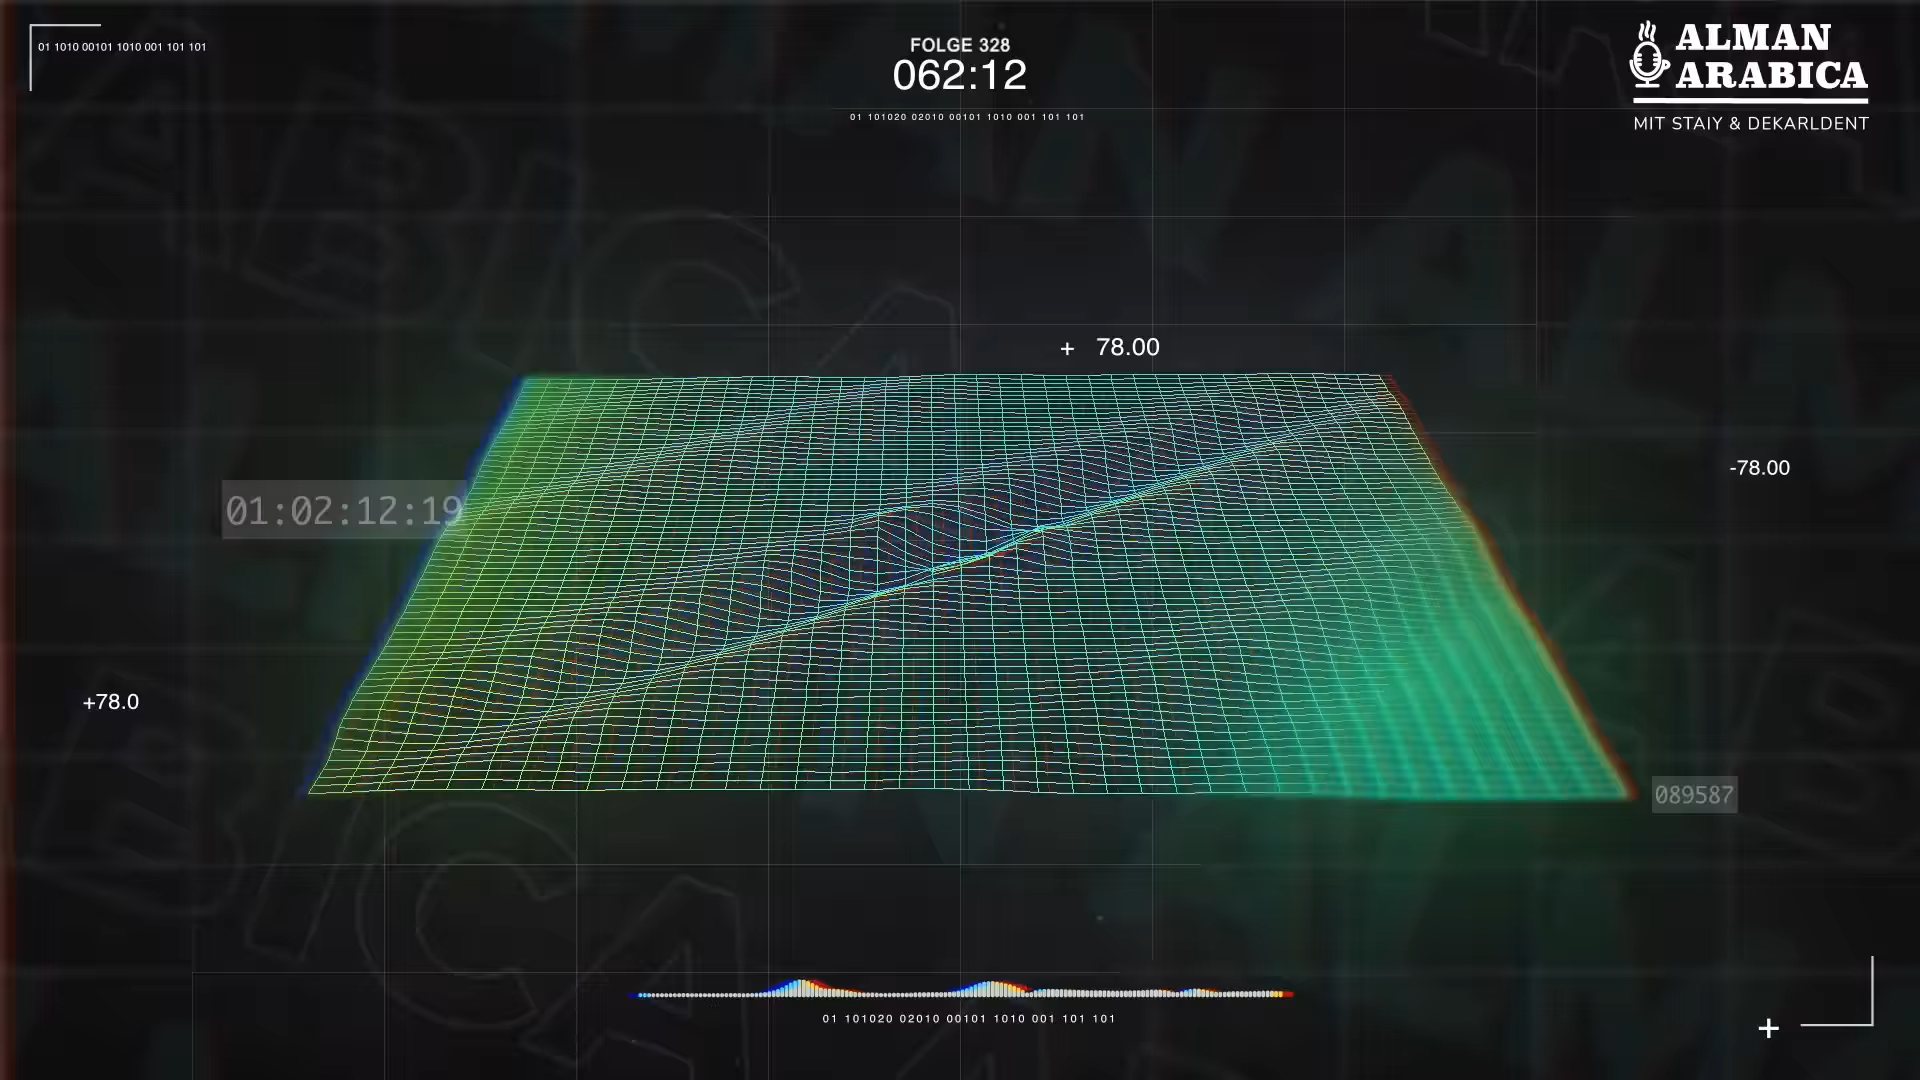 01 1010 00101 1010 001 101 101
FOLGE 328
062:12
01 101020 02010 00101 1010 001 101 101
ALMAN
ARABICA
MIT STAIY & DEKARLDENT
+ 78.00
-78.00
01:02:12:19
+78.0
089587
01 101020 02010 00101 1010 001 101 101
+